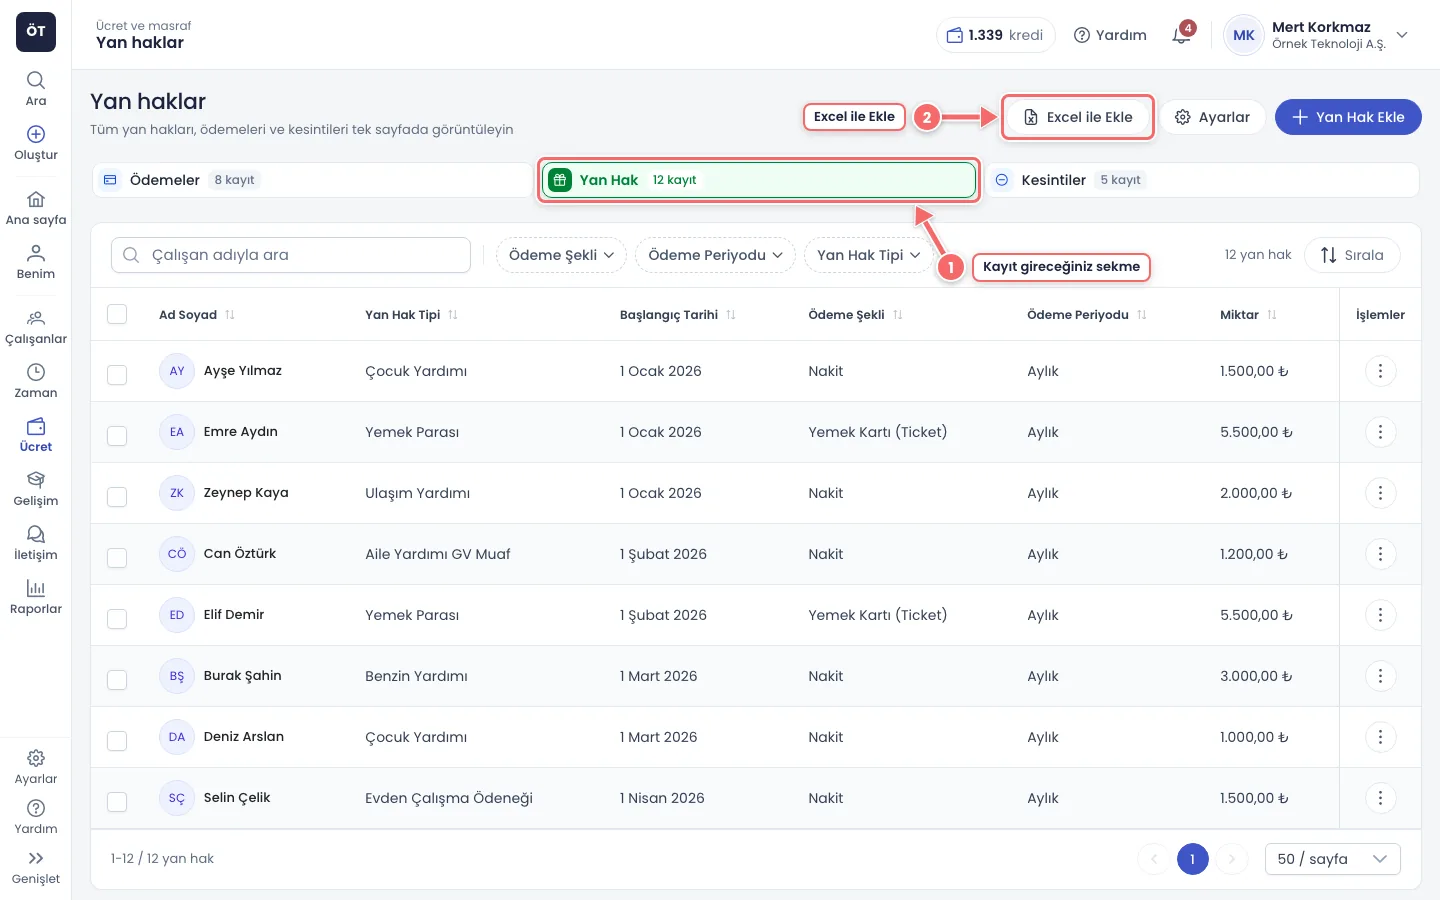 ÖT
Ara
Oluştur
Ana sayfa
Benim
Çalışanlar
Zaman
Ücret
Gelişim
İletişim
Raporlar
Ayarlar
Yardım
Genişlet
Ücret ve masraf
Yan haklar
1.339 kredi
Yardım
4
MK
Mert Korkmaz
Örnek Teknoloji A.Ş.
Yan haklar
Tüm yan hakları, ödemeleri ve kesintileri tek sayfada görüntüleyin
Excel ile Ekle
2
Excel ile Ekle
Ayarlar
Yan Hak Ekle
Ödemeler 8 kayıt
Yan Hak 12 kayıt
Kesintiler 5 kayıt
Çalışan adıyla ara
Ödeme Şekli
Ödeme Periyodu
Yan Hak Tipi
1
Kayıt gireceğiniz sekme
12 yan hak
Sırala
Ad Soyad Yan Hak Tipi Başlangıç Tarihi Ödeme Şekli Ödeme Periyodu Miktar İşlemler
AY Ayşe Yılmaz Çocuk Yardımı 1 Ocak 2026 Nakit Aylık 1.500,00 ₺
EA Emre Aydın Yemek Parası 1 Ocak 2026 Yemek Kartı (Ticket) Aylık 5.500,00 ₺
ZK Zeynep Kaya Ulaşım Yardımı 1 Ocak 2026 Nakit Aylık 2.000,00 ₺
CÖ Can Öztürk Aile Yardımı GV Muaf 1 Şubat 2026 Nakit Aylık 1.200,00 ₺
ED Elif Demir Yemek Parası 1 Şubat 2026 Yemek Kartı (Ticket) Aylık 5.500,00 ₺
BŞ Burak Şahin Benzin Yardımı 1 Mart 2026 Nakit Aylık 3.000,00 ₺
DA Deniz Arslan Çocuk Yardımı 1 Mart 2026 Nakit Aylık 1.000,00 ₺
SÇ Selin Çelik Evden Çalışma Ödeneği 1 Nisan 2026 Nakit Aylık 1.500,00 ₺
1-12 / 12 yan hak
1
50 / sayfa